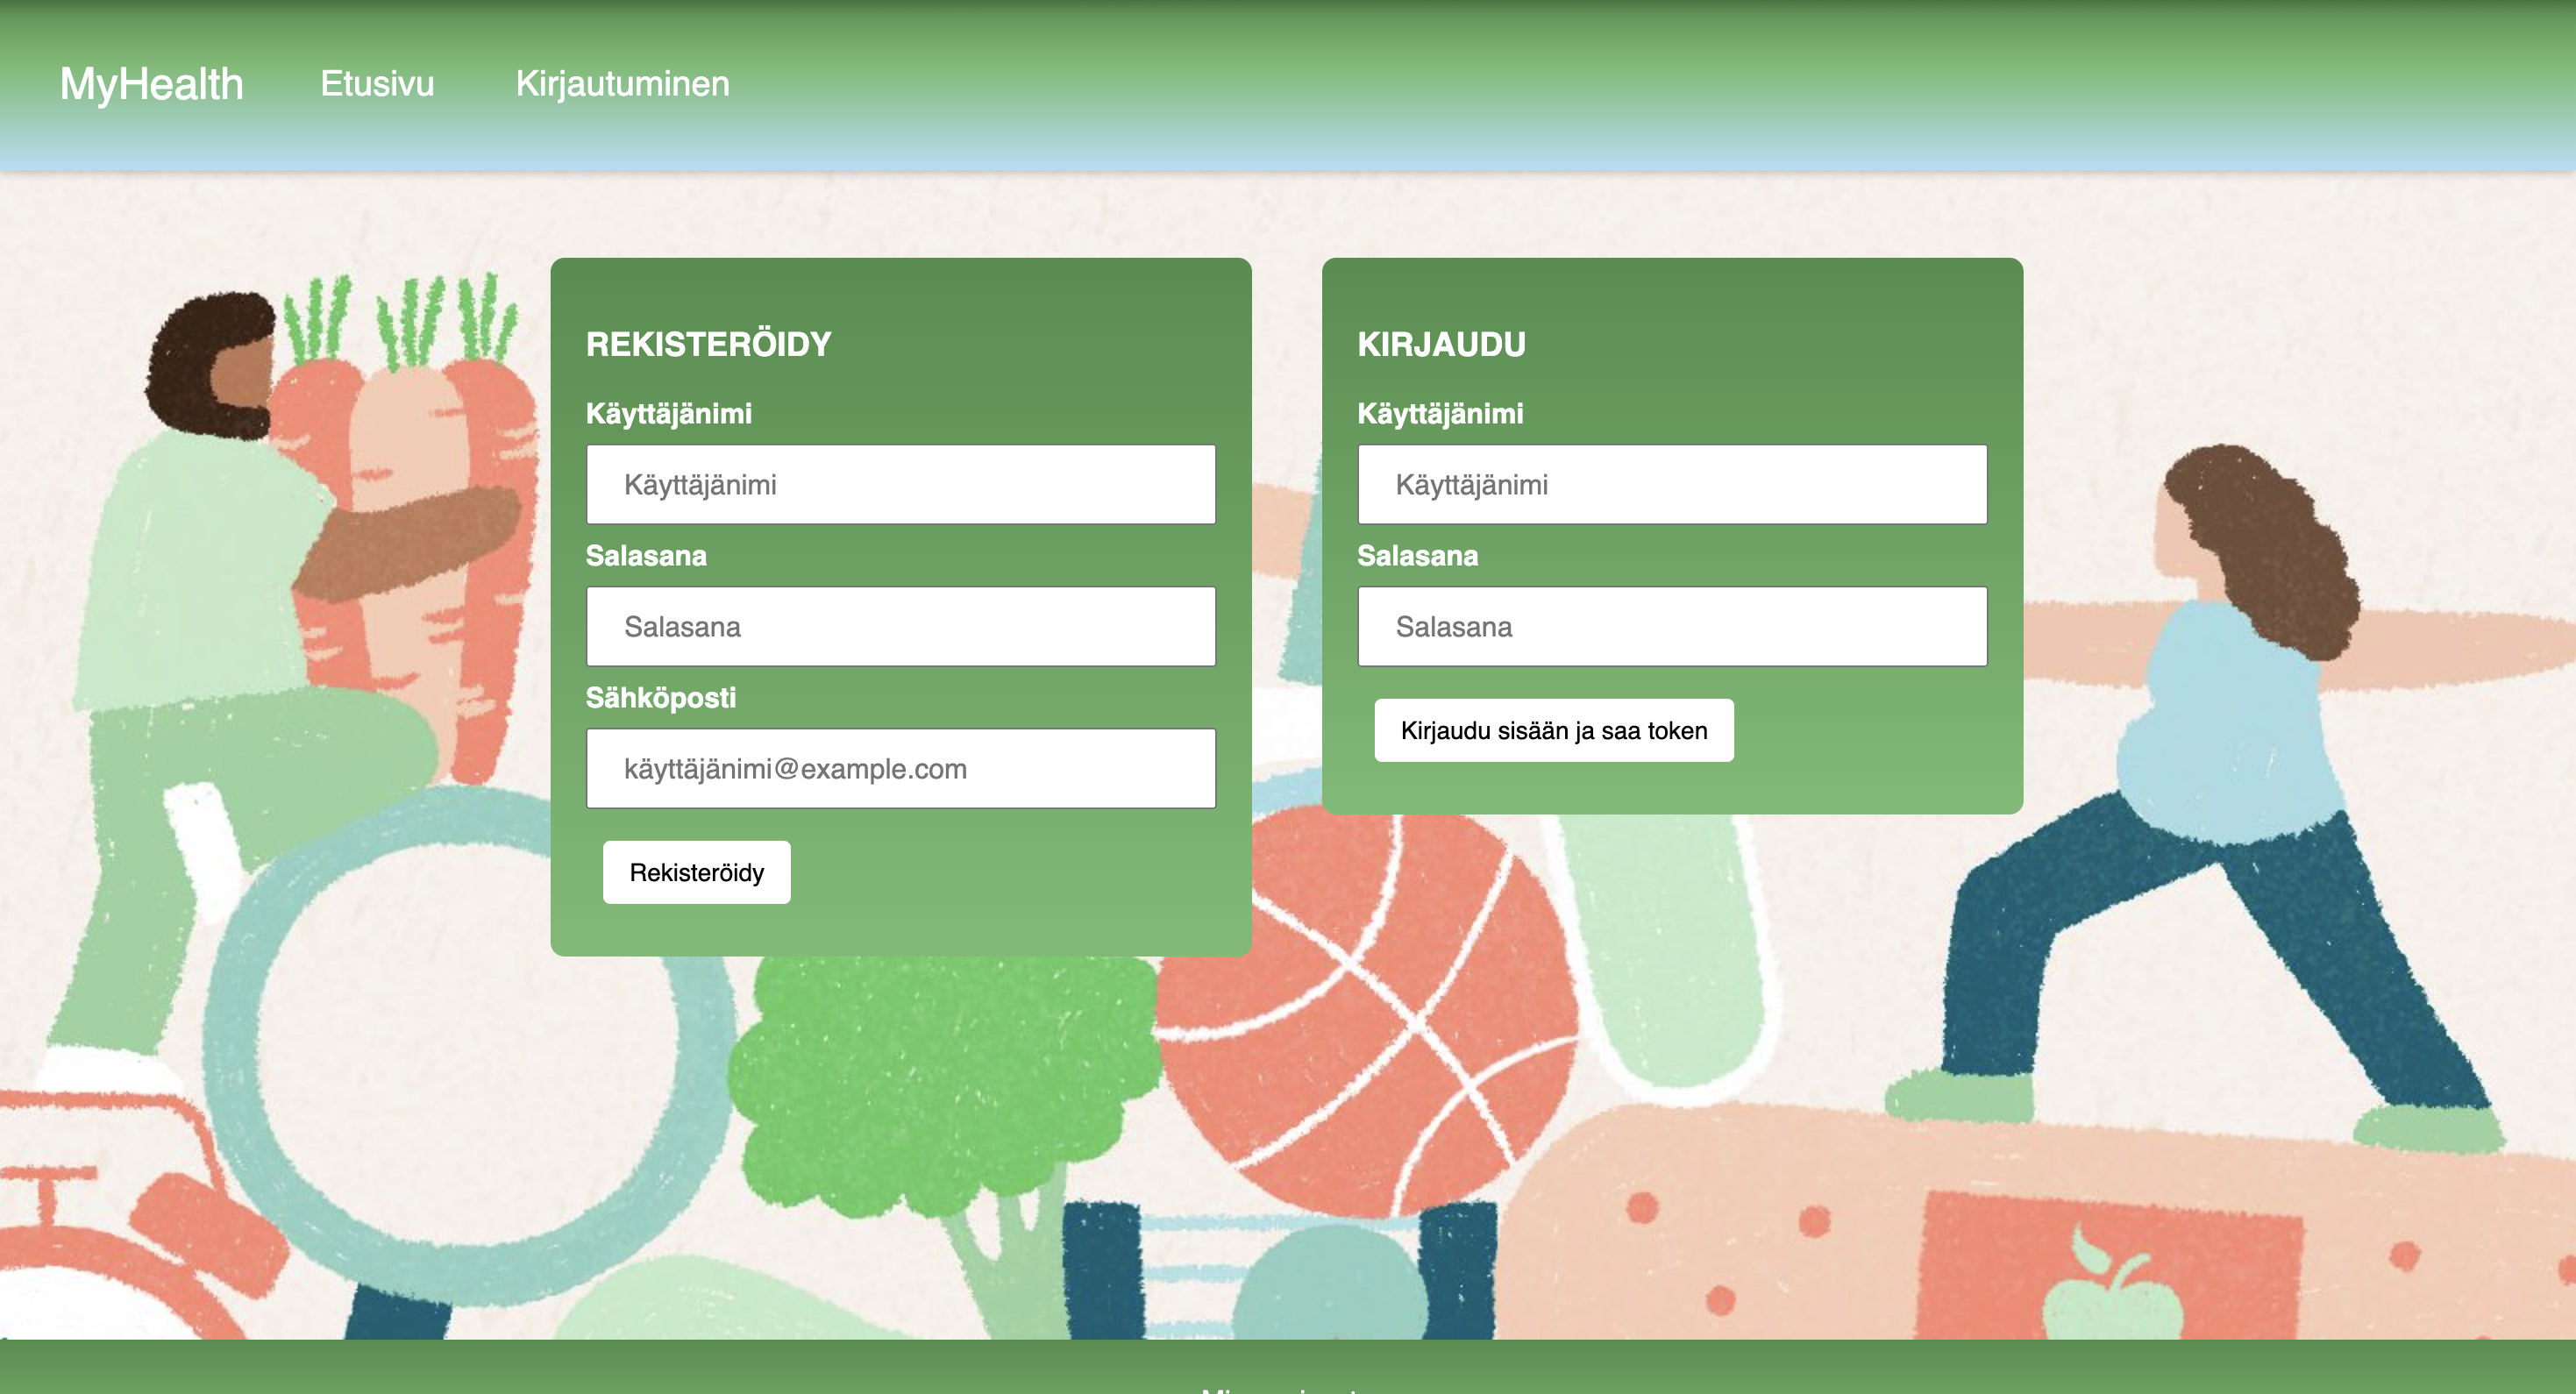 MyHealth Etusivu Kirjautuminen
REKISTERÖIDY
Käyttäjänimi
Käyttäjänimi
Salasana
Salasana
Sähköposti
käyttäjänimi@example.com
Rekisteröidy
KIRJAUDU
Käyttäjänimi
Käyttäjänimi
Salasana
Salasana
Kirjaudu sisään ja saa token